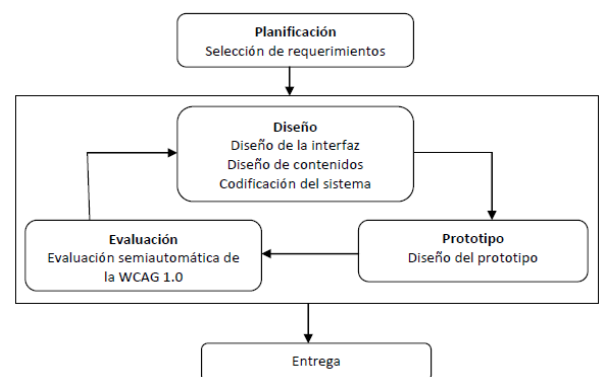 Planificación
Selección de requerimientos
Diseño
Diseño de la interfaz
Diseño de contenidos
Codificación del sistema
Evaluación
Evaluación semiautomática de
la WCAG 1.0
Prototipo
Diseño del prototipo
Entrega